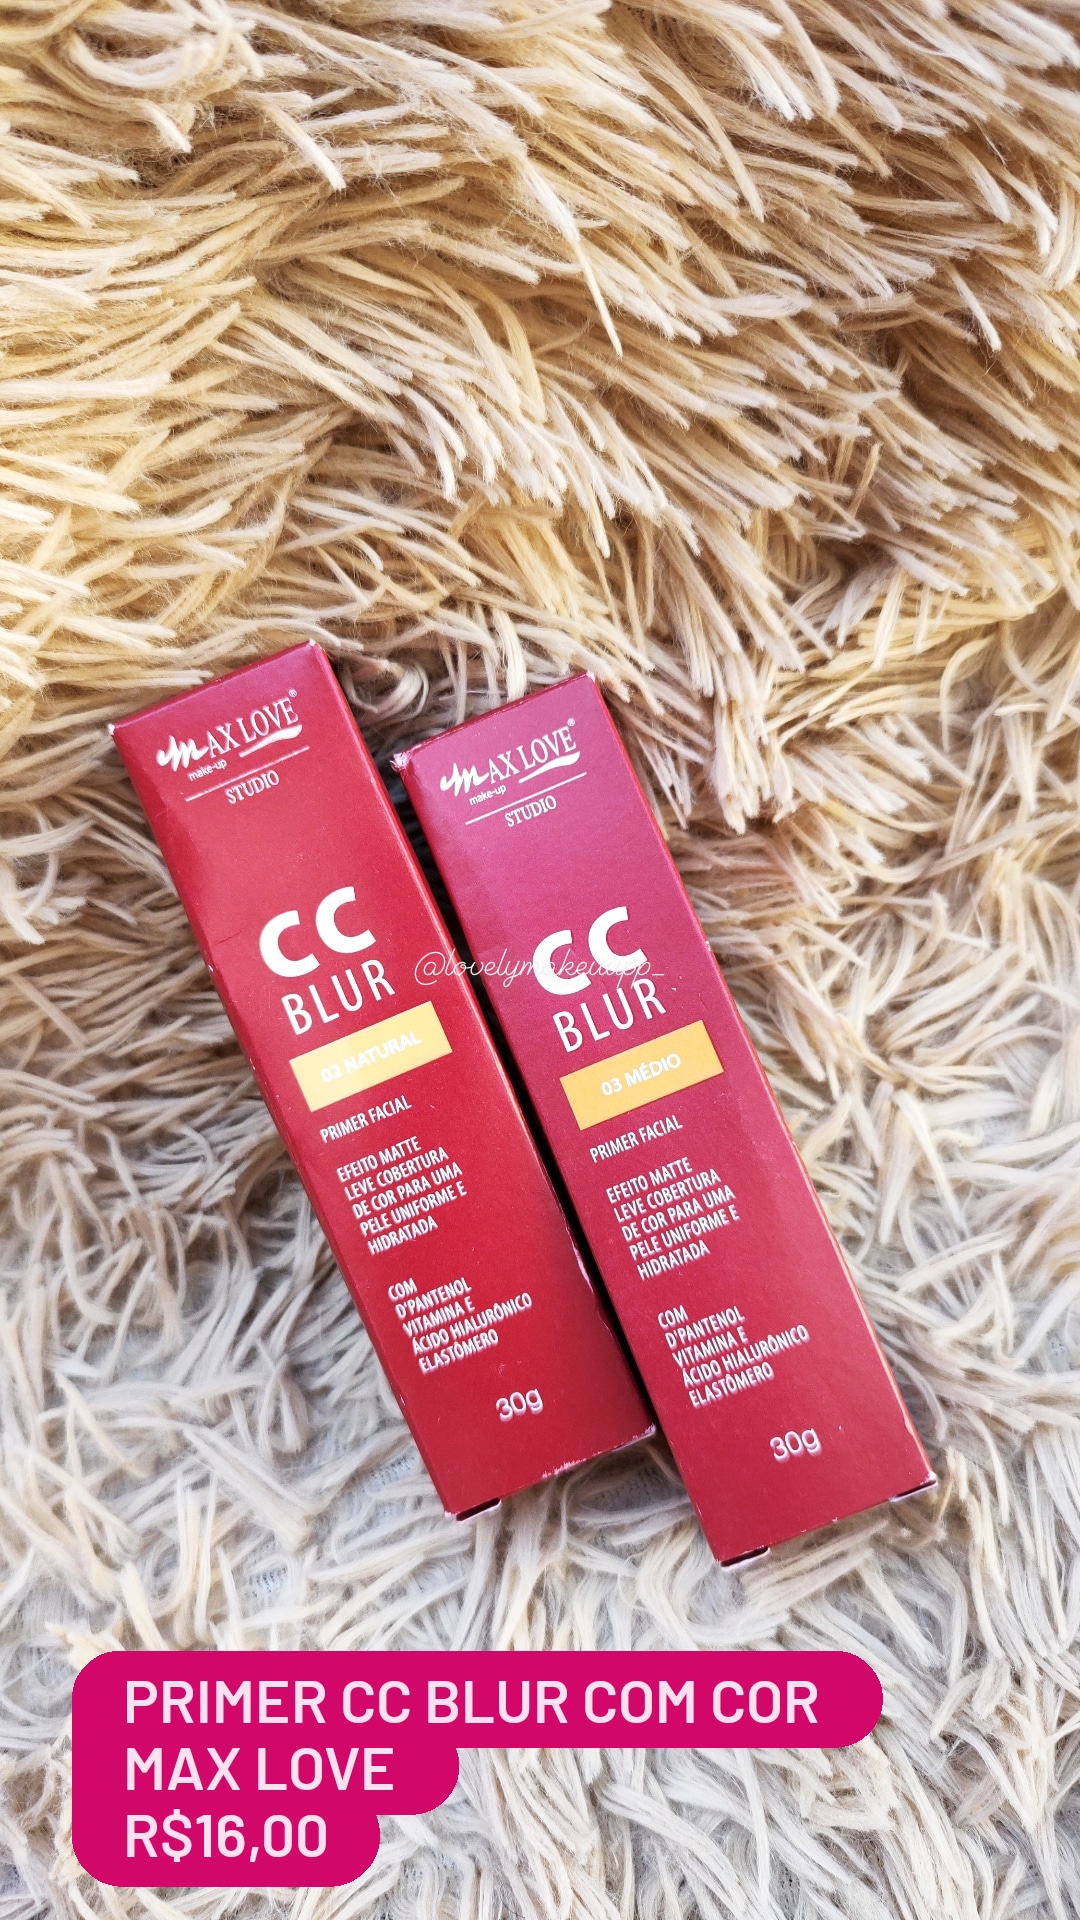 MAX LOVE®
make-up
STUDIO
CC
BLUR
02 NATURAL
PRIMER FACIAL
EFEITO MATTE
LEVE COBERTURA
DE COR PARA UMA
PELE UNIFORME E
HIDRATADA
COM
D'PANTENOL
VITAMINA E
ÁCIDO HIALURÔNICO
ELASTÔMERO
30g
MAX LOVE®
make-up
STUDIO
CC
BLUR
03 MÉDIO
PRIMER FACIAL
EFEITO MATTE
LEVE COBERTURA
DE COR PARA UMA
PELE UNIFORME E
HIDRATADA
COM
D'PANTENOL
VITAMINA E
ÁCIDO HIALURÔNICO
ELASTÔMERO
30g
PRIMER CC BLUR COM COR
MAX LOVE
R$16,00